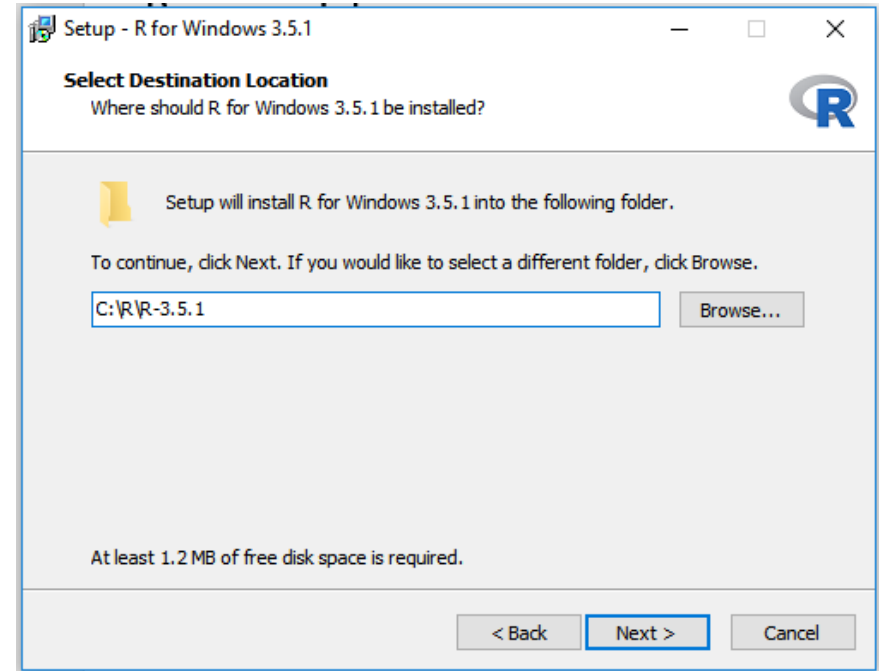 Setup - R for Windows 3.5.1
Select Destination Location
Where should R for Windows 3.5.1 be installed?
R
Setup will install R for Windows 3.5.1 into the following folder.
To continue, click Next. If you would like to select a different folder, click Browse.
C:\R\R-3.5.1
Browse...
At least 1.2 MB of free disk space is required.
< Back Next > Cancel